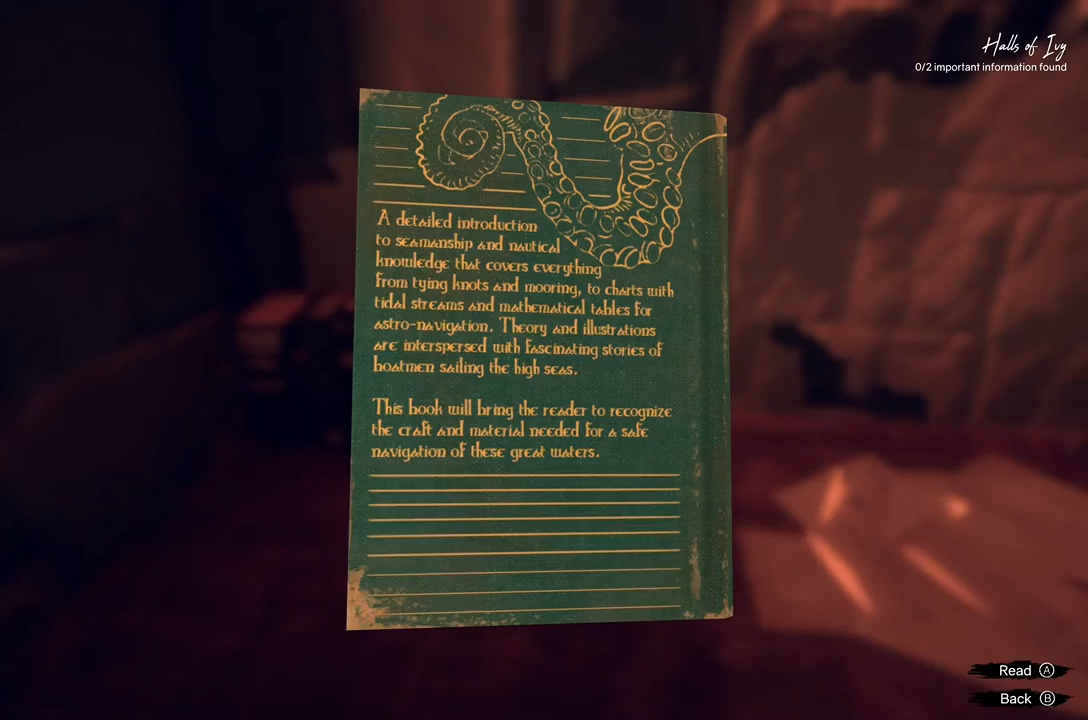 Halls of Ivy
0/2 important information found
A detailed introduction
to seamanship and nautical
knowledge that covers everything
from tying knots and mooring, to charts with
tidal streams and mathematical tables for
astro-navigation. Theory and illustrations
are interspersed with fascinating stories of
boatmen sailing the high seas.
This book will bring the reader to recognize
the craft and material needed for a safe
navigation of these great waters.
Read A
Back B